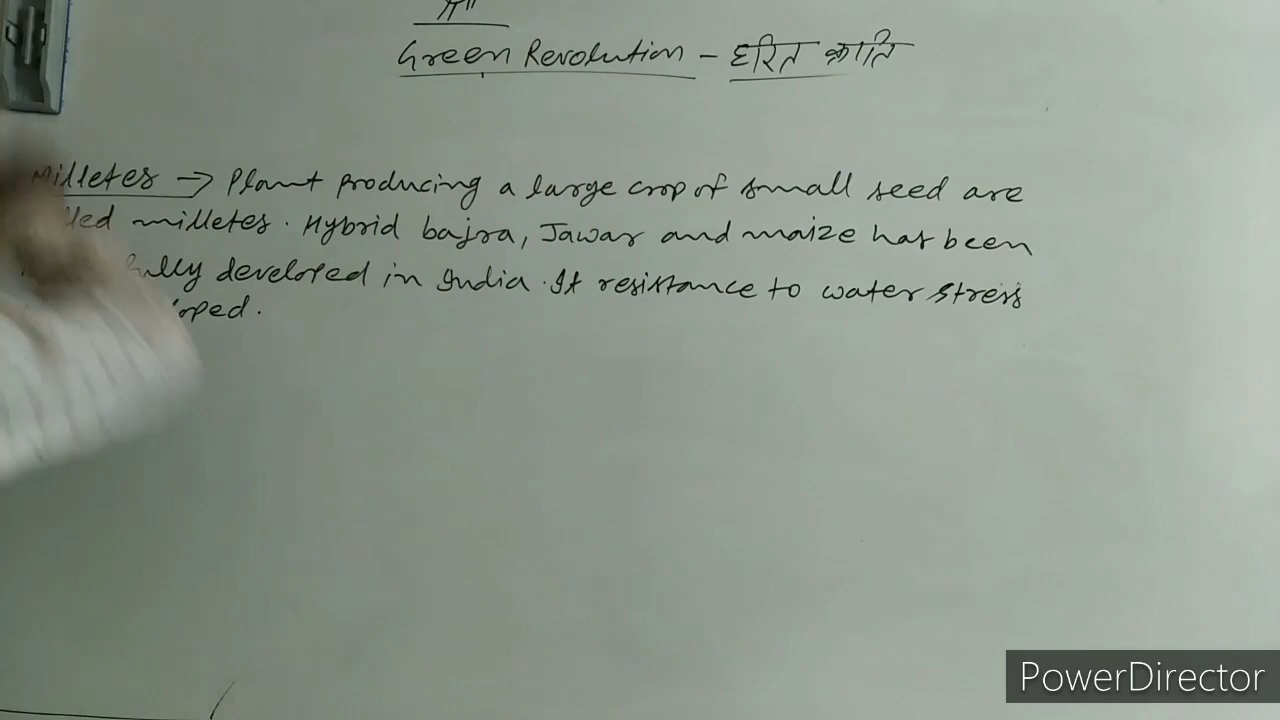 Green Revolution - हरित क्रांति
Milletes → Plant producing a large crop of small seed are
milletes. Hybrid bajra, Jawar and maize has been
developed in India. It resistance to water stress
PowerDirector